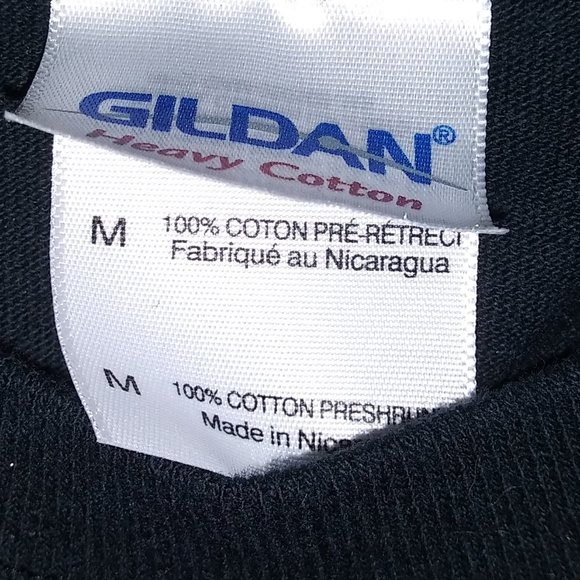 GILDAN®
Heavy Cotton
M 100% COTON PRÉ-RÉTRECI
Fabriqué au Nicaragua
M 100% COTTON
Made in